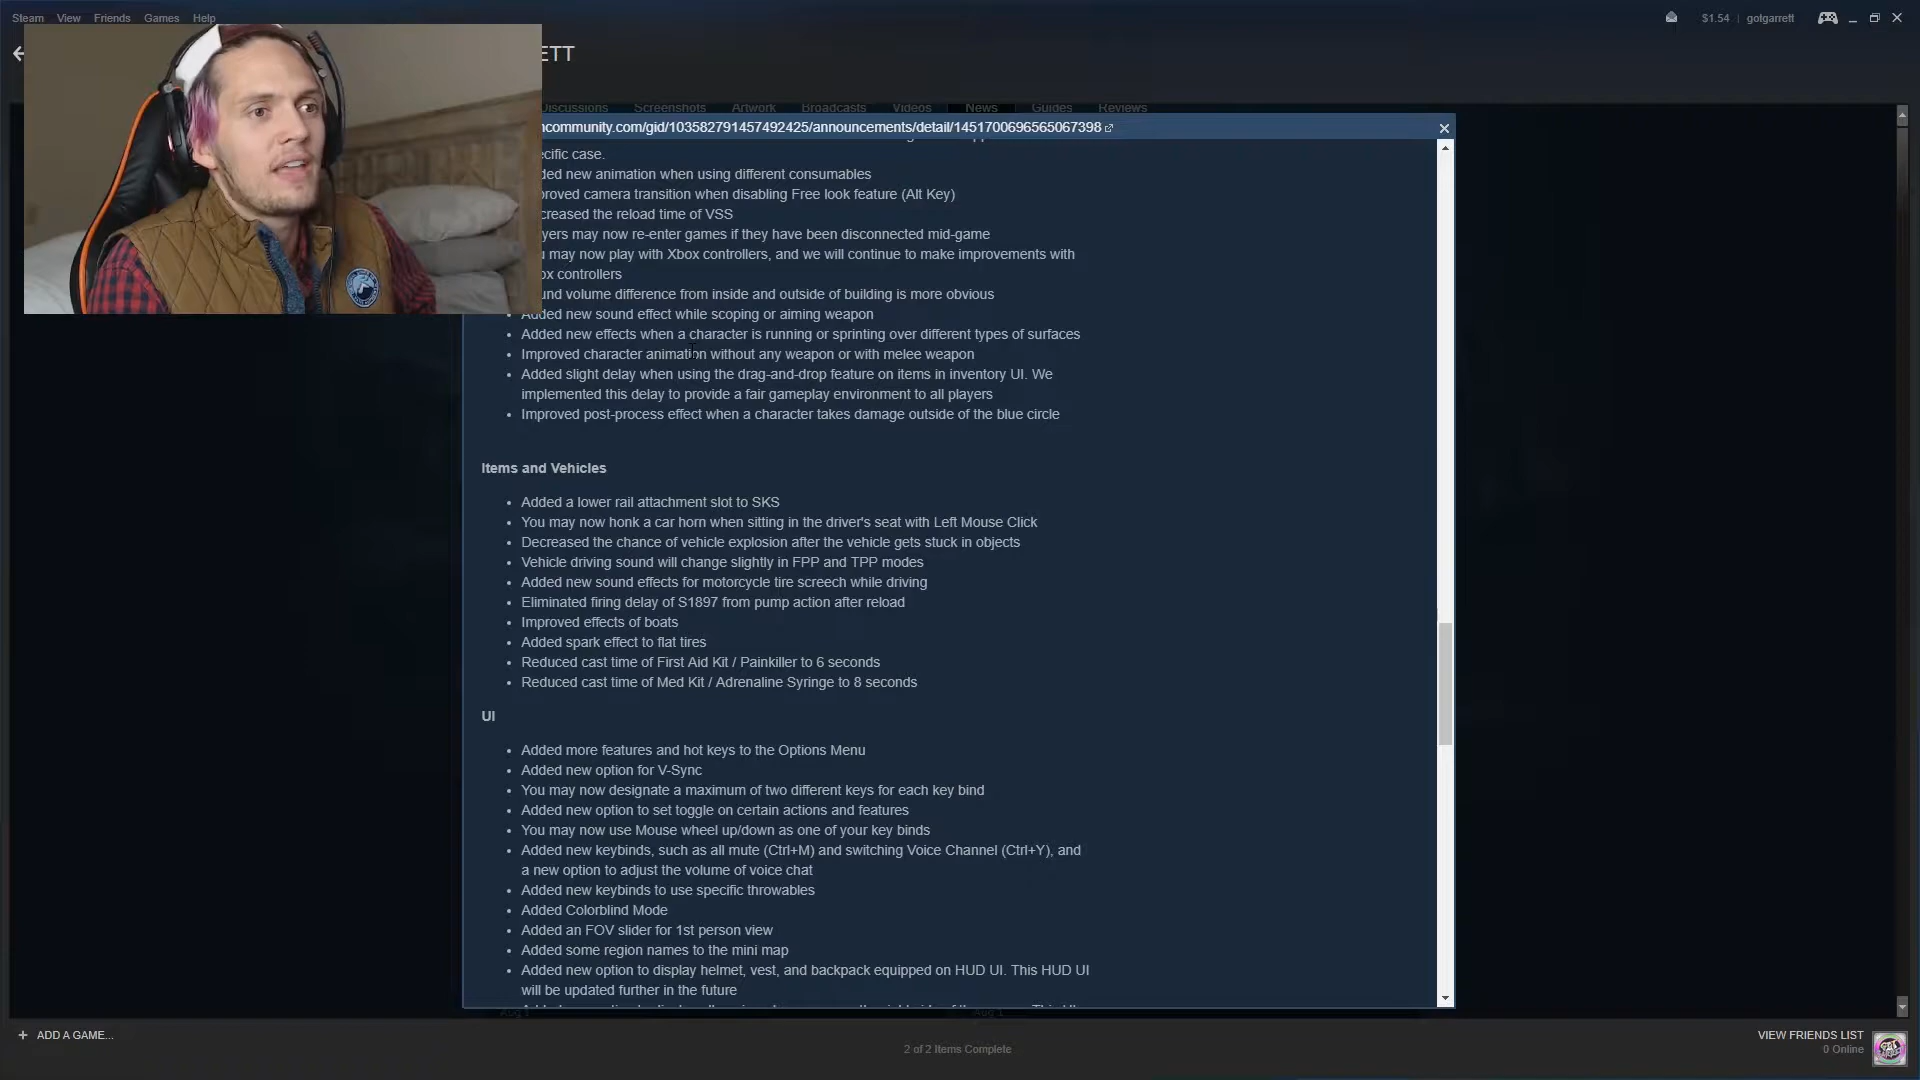 Steam View Friends Games Help
$1.54 gotgarrett
ETT
Discussions Screenshots Artwork Broadcasts Videos News Guides Reviews
ncommunity.com/gid/103582791457492425/announcements/detail/1451700696565067398
ecific case.
ded new animation when using different consumables
proved camera transition when disabling Free look feature (Alt Key)
creased the reload time of VSS
yers may now re-enter games if they have been disconnected mid-game
u may now play with Xbox controllers, and we will continue to make improvements with
ox controllers
und volume difference from inside and outside of building is more obvious
Added new sound effect while scoping or aiming weapon
Added new effects when a character is running or sprinting over different types of surfaces
Improved character animation without any weapon or with melee weapon
Added slight delay when using the drag-and-drop feature on items in inventory UI. We
implemented this delay to provide a fair gameplay environment to all players
Improved post-process effect when a character takes damage outside of the blue circle
Items and Vehicles
Added a lower rail attachment slot to SKS
You may now honk a car horn when sitting in the driver's seat with Left Mouse Click
Decreased the chance of vehicle explosion after the vehicle gets stuck in objects
Vehicle driving sound will change slightly in FPP and TPP modes
Added new sound effects for motorcycle tire screech while driving
Eliminated firing delay of S1897 from pump action after reload
Improved effects of boats
Added spark effect to flat tires
Reduced cast time of First Aid Kit / Painkiller to 6 seconds
Reduced cast time of Med Kit / Adrenaline Syringe to 8 seconds
UI
Added more features and hot keys to the Options Menu
Added new option for V-Sync
You may now designate a maximum of two different keys for each key bind
Added new option to set toggle on certain actions and features
You may now use Mouse wheel up/down as one of your key binds
Added new keybinds, such as all mute (Ctrl+M) and switching Voice Channel (Ctrl+Y), and
a new option to adjust the volume of voice chat
Added new keybinds to use specific throwables
Added Colorblind Mode
Added an FOV slider for 1st person view
Added some region names to the mini map
Added new option to display helmet, vest, and backpack equipped on HUD UI. This HUD UI
will be updated further in the future
Aug 1 Aug 1
+ ADD A GAME...
2 of 2 Items Complete
VIEW FRIENDS LIST
0 Online